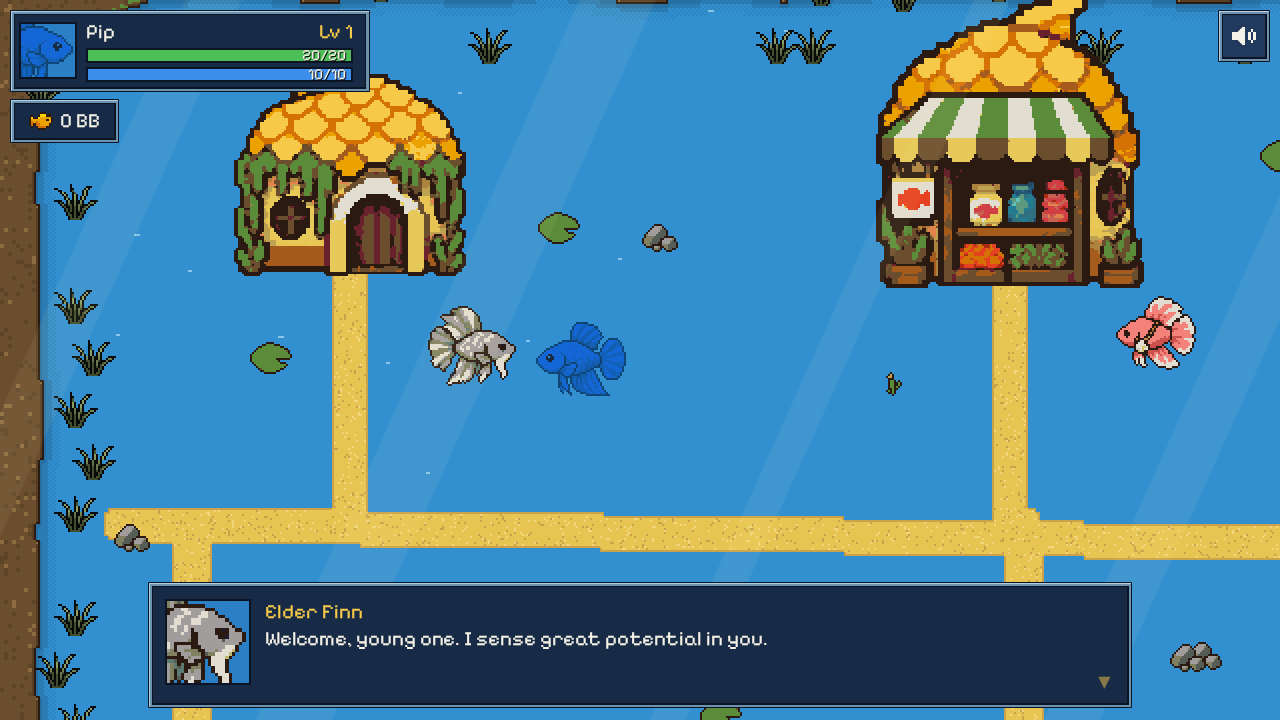 Pip Lv 1
20/20
10/10
0 BB
Elder Finn
Welcome, young one. I sense great potential in you.